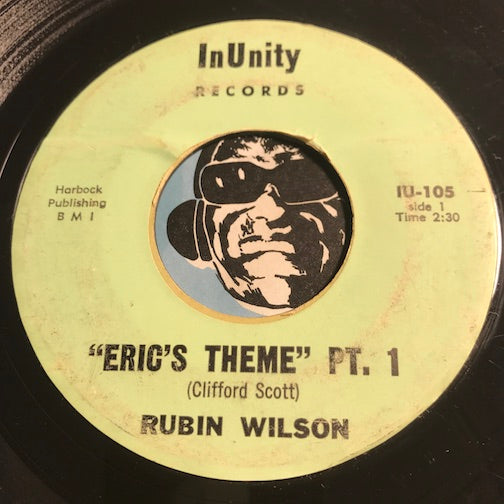 InUnity
RECORDS
Harbock
Publishing
B M I
IU-105
side 1
Time 2:30
"ERIC'S THEME" PT. 1
(Clifford Scott)
RUBIN WILSON